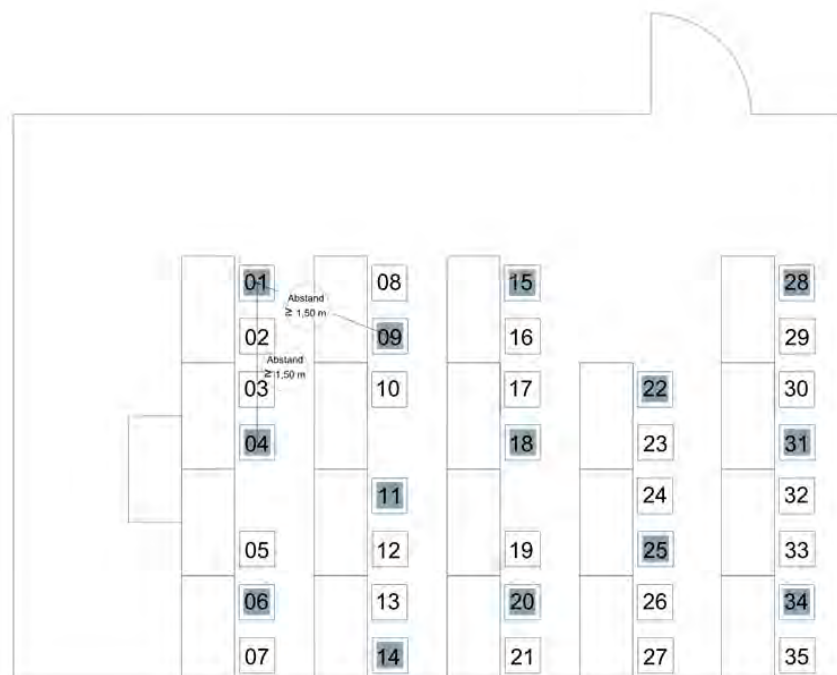 01 08 15 28
Abstand
≥ 1,50 m
02 09 16 29
Abstand
≥ 1,50 m
03 10 17 22 30
04 18 23 31
11 24 32
05 12 19 25 33
06 13 20 26 34
07 14 21 27 35